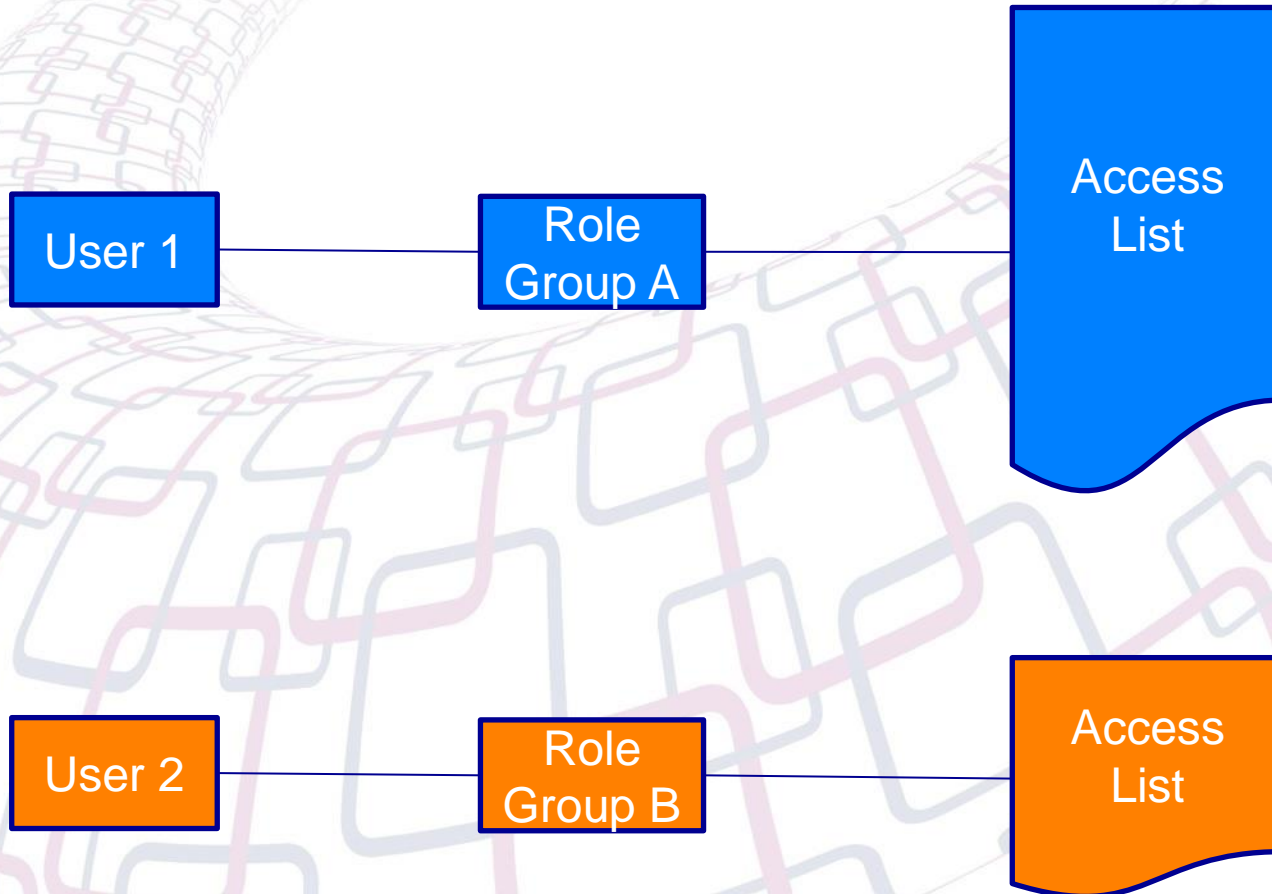 User 1
Role
Group A
Access
List
User 2
Role
Group B
Access
List